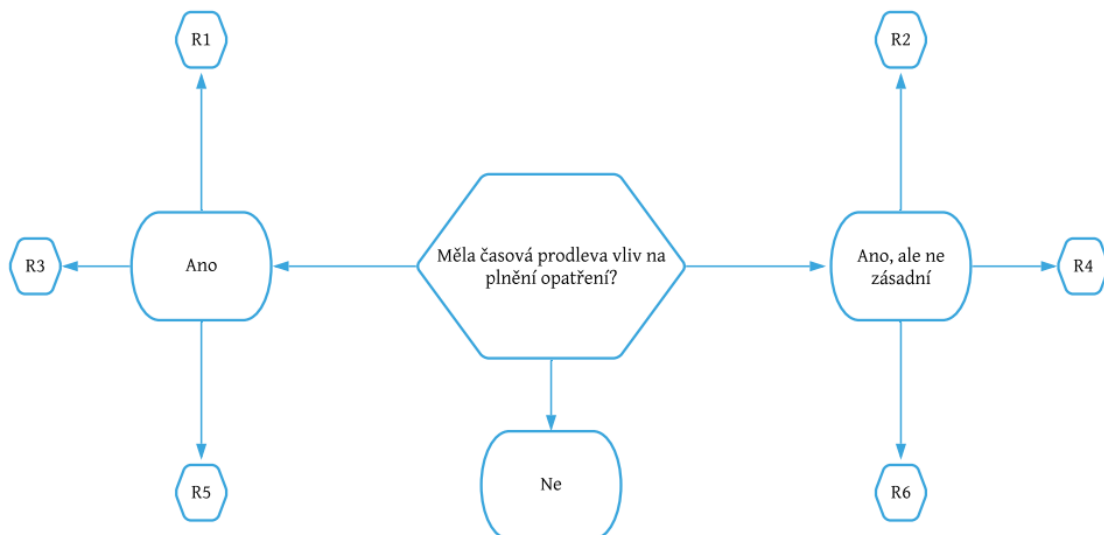 R1
R2
Měla časová prodleva vliv na
plnění opatření?
Ano
Ano, ale ne
zásadní
R3
R4
R5
R6
Ne